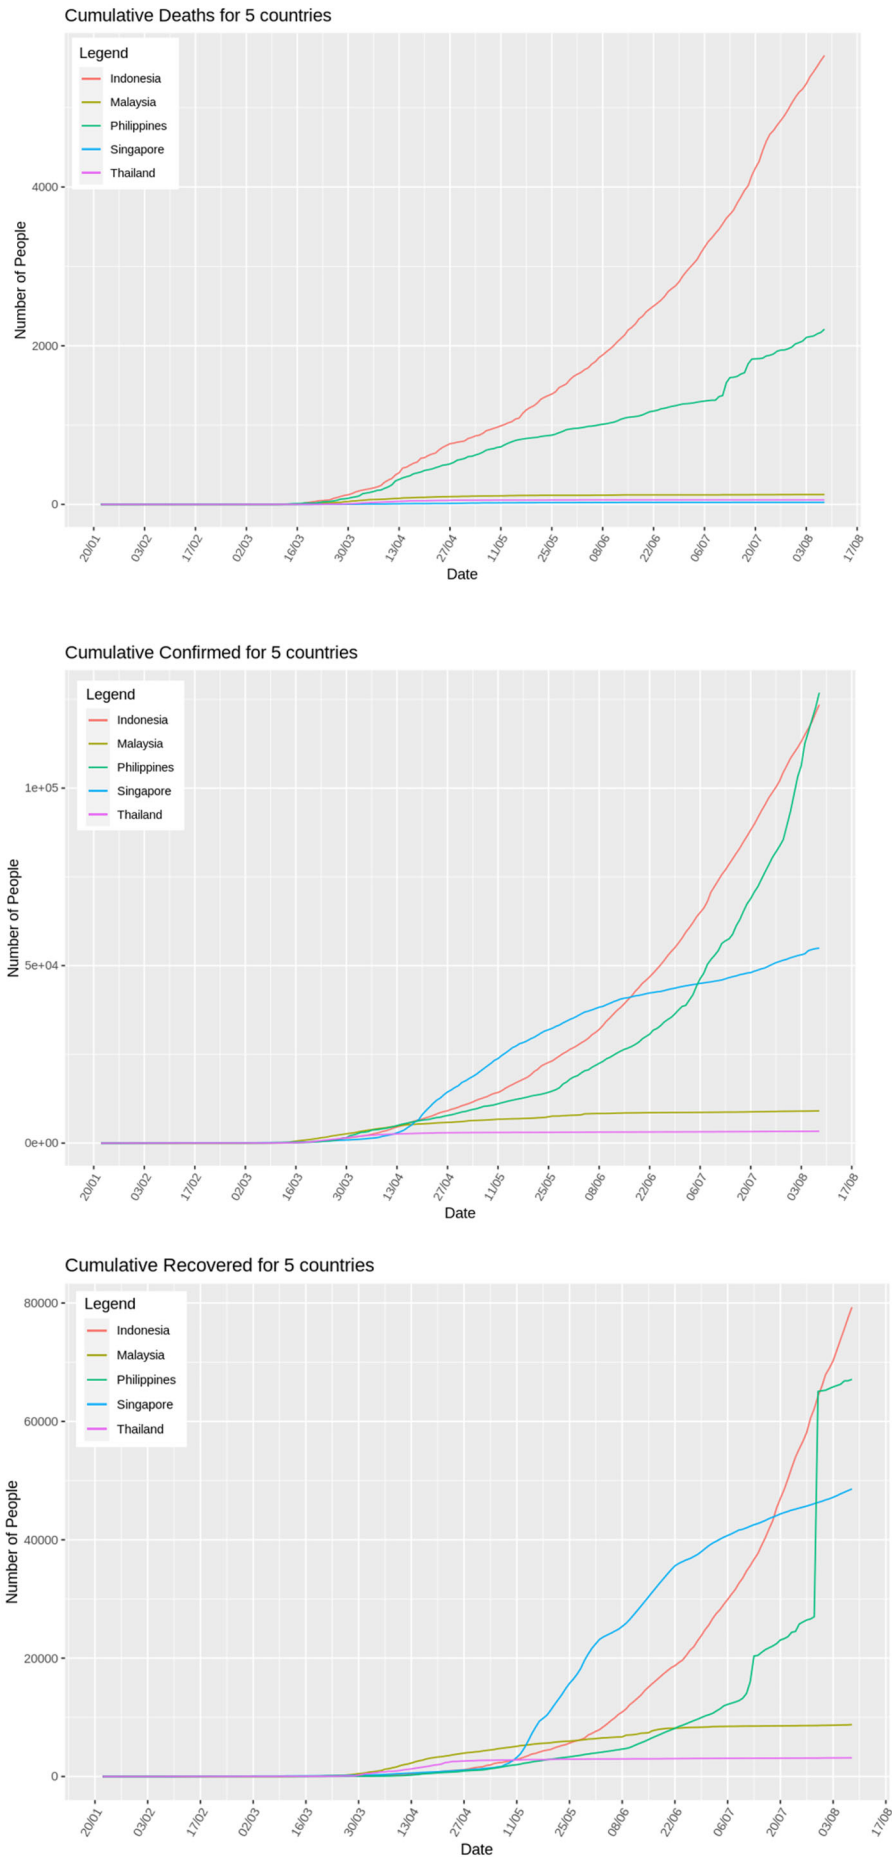 Cumulative Deaths for 5 countries
Legend
Indonesia
Malaysia
Philippines
Singapore
Thailand
4000
2000
0
Number of People
20/01 03/02 17/02 02/03 16/03 30/03 13/04 27/04 11/05 25/05 08/06 22/06 06/07 20/07 03/08 17/08
Date
Cumulative Confirmed for 5 countries
Legend
Indonesia
Malaysia
Philippines
Singapore
Thailand
1e+05
5e+04
0e+00
Number of People
20/01 03/02 17/02 02/03 16/03 30/03 13/04 27/04 11/05 25/05 08/06 22/06 06/07 20/07 03/08 17/08
Date
Cumulative Recovered for 5 countries
Legend
Indonesia
Malaysia
Philippines
Singapore
Thailand
80000
60000
40000
20000
0
Number of People
20/01 03/02 17/02 02/03 16/03 30/03 13/04 27/04 11/05 25/05 08/06 22/06 06/07 20/07 03/08 17/08
Date